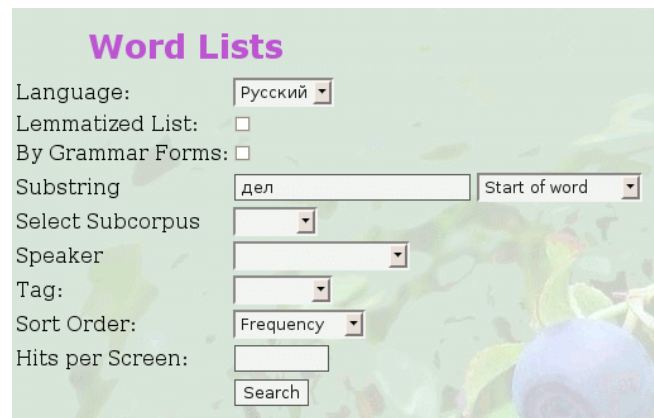 Word Lists
Language: Русский
Lemmatized List:
By Grammar Forms:
Substring дел Start of word
Select Subcorpus
Speaker
Tag:
Sort Order: Frequency
Hits per Screen:
Search